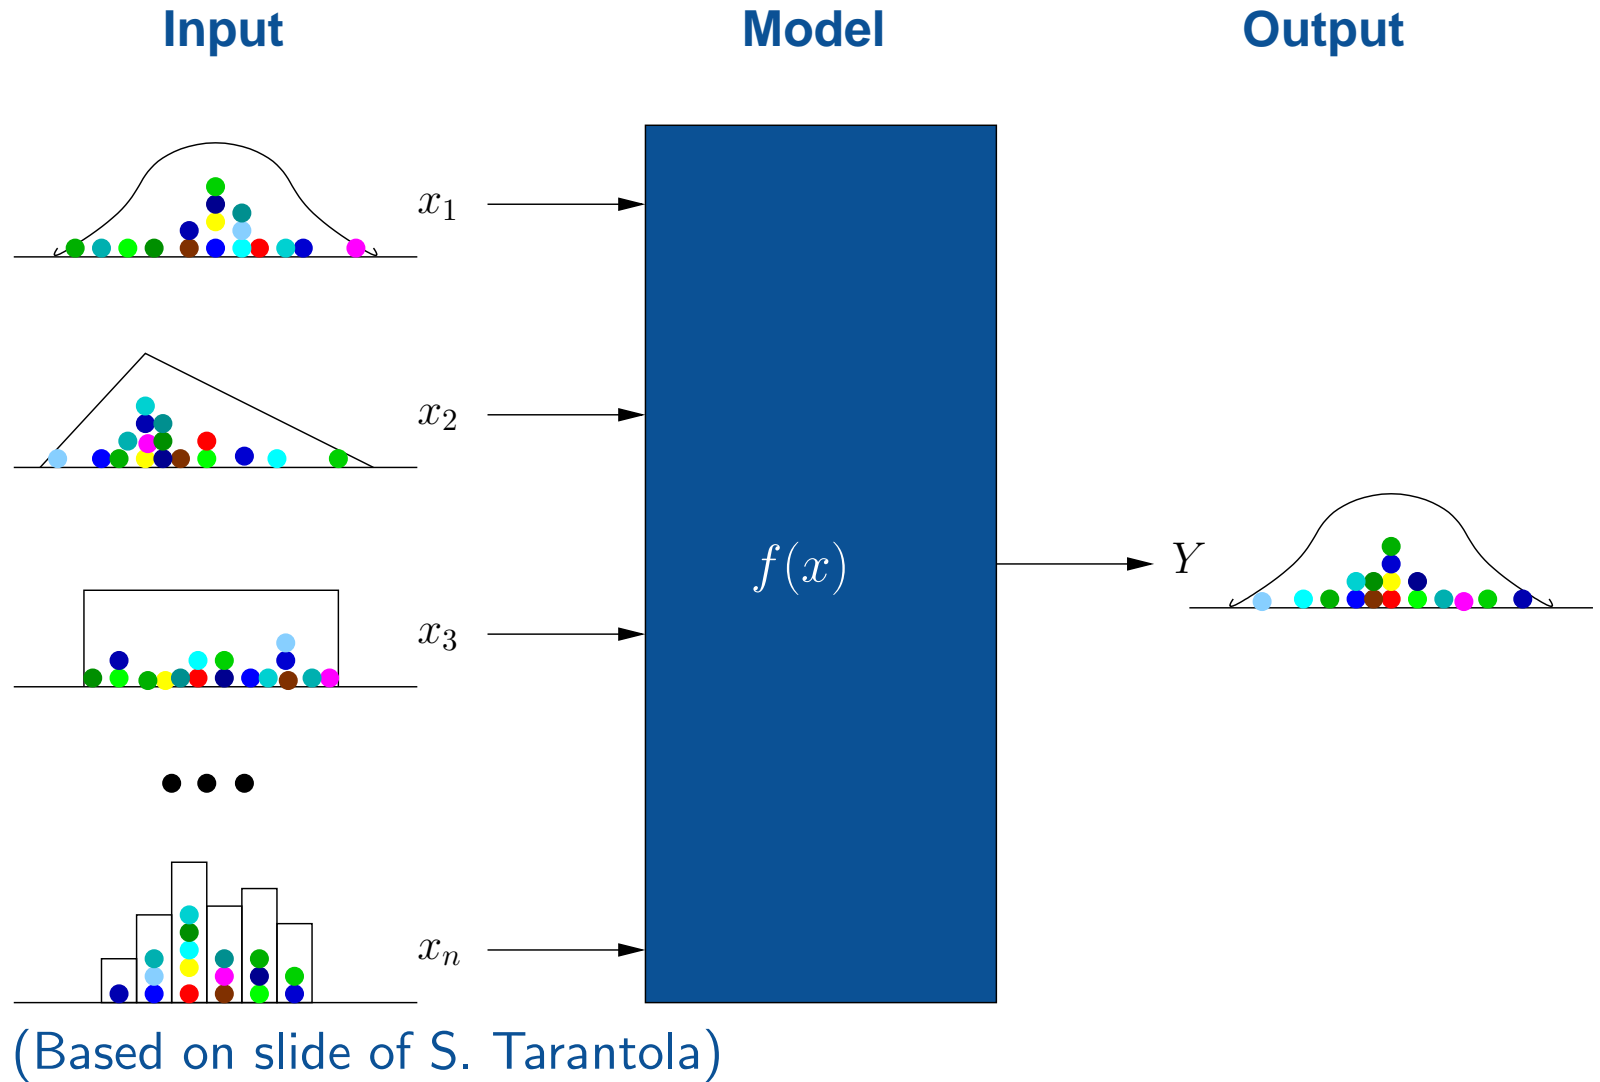 Input Model Output
x₁
x₂
x₃
f(x)
Y
xₙ
(Based on slide of S. Tarantola)